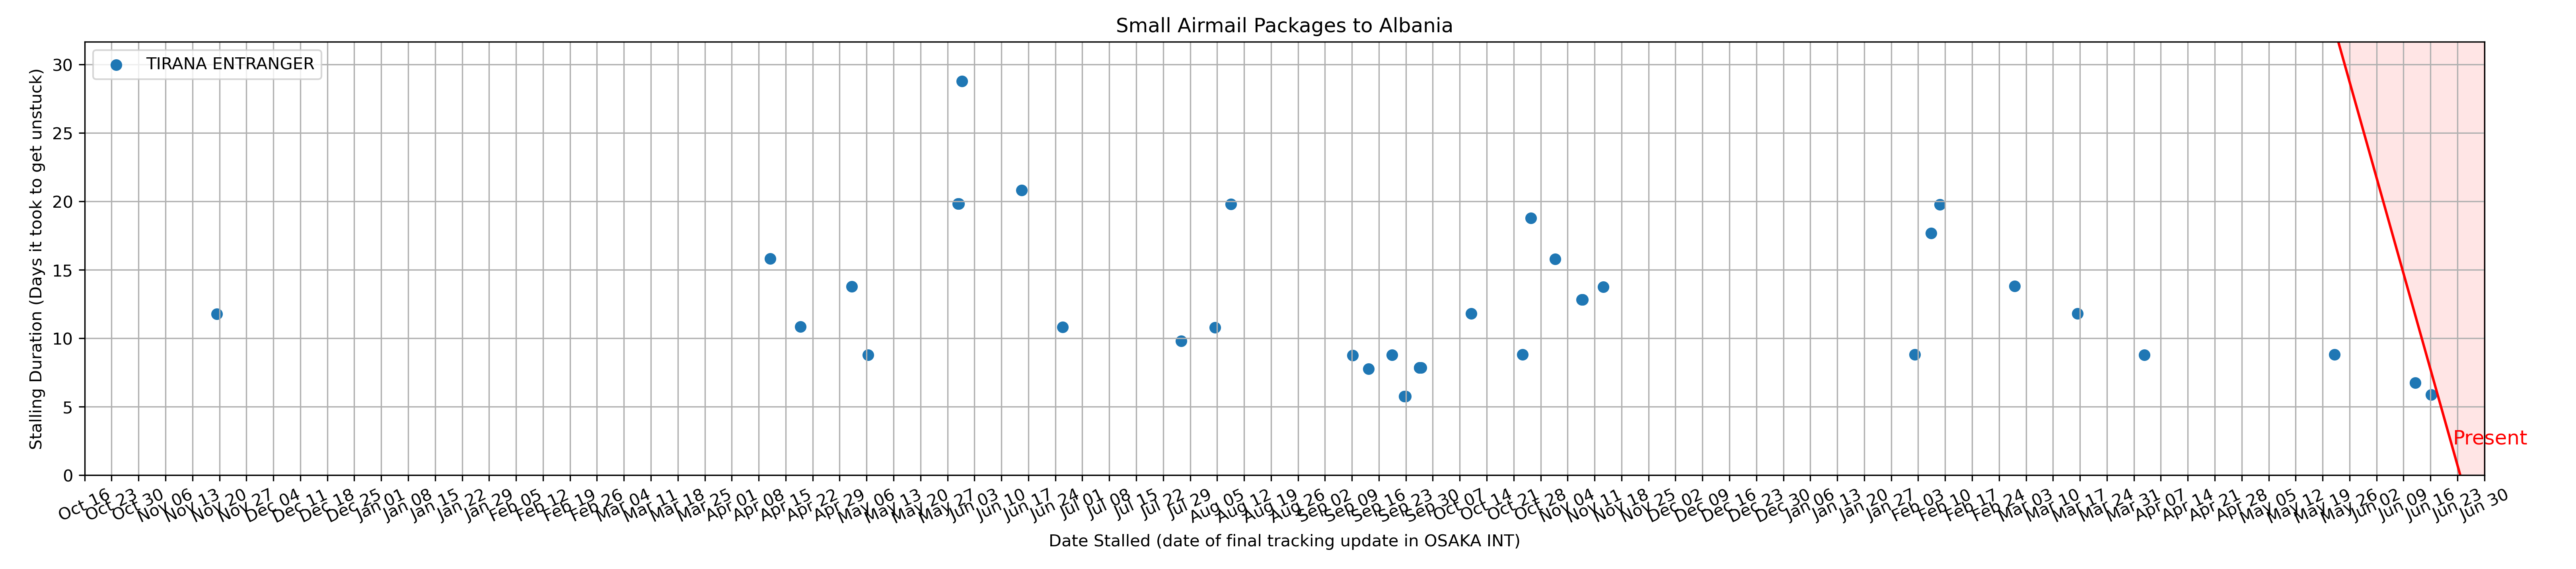 Small Airmail Packages to Albania
TIRANA ENTRANGER
Stalling Duration (Days it took to get unstuck)
30
25
20
15
10
5
0
Present
Oct 16
Oct 23
Oct 30
Nov 06
Nov 13
Nov 20
Nov 27
Dec 04
Dec 11
Dec 18
Dec 25
Jan 01
Jan 08
Jan 15
Jan 22
Jan 29
Feb 05
Feb 12
Feb 19
Feb 26
Mar 04
Mar 11
Mar 18
Mar 25
Apr 01
Apr 08
Apr 15
Apr 22
Apr 29
May 06
May 13
May 20
May 27
Jun 03
Jun 10
Jun 17
Jun 24
Jul 01
Jul 08
Jul 15
Jul 22
Jul 29
Aug 05
Aug 12
Aug 19
Aug 26
Sep 02
Sep 09
Sep 16
Sep 23
Sep 30
Oct 07
Oct 14
Oct 21
Oct 28
Nov 04
Nov 11
Nov 18
Nov 25
Dec 02
Dec 09
Dec 16
Dec 23
Dec 30
Jan 06
Jan 13
Jan 20
Jan 27
Feb 03
Feb 10
Feb 17
Feb 24
Mar 03
Mar 10
Mar 17
Mar 24
Mar 31
Apr 07
Apr 14
Apr 21
Apr 28
May 05
May 12
May 19
May 26
Jun 02
Jun 09
Jun 16
Jun 23
Jun 30
Date Stalled (date of final tracking update in OSAKA INT)